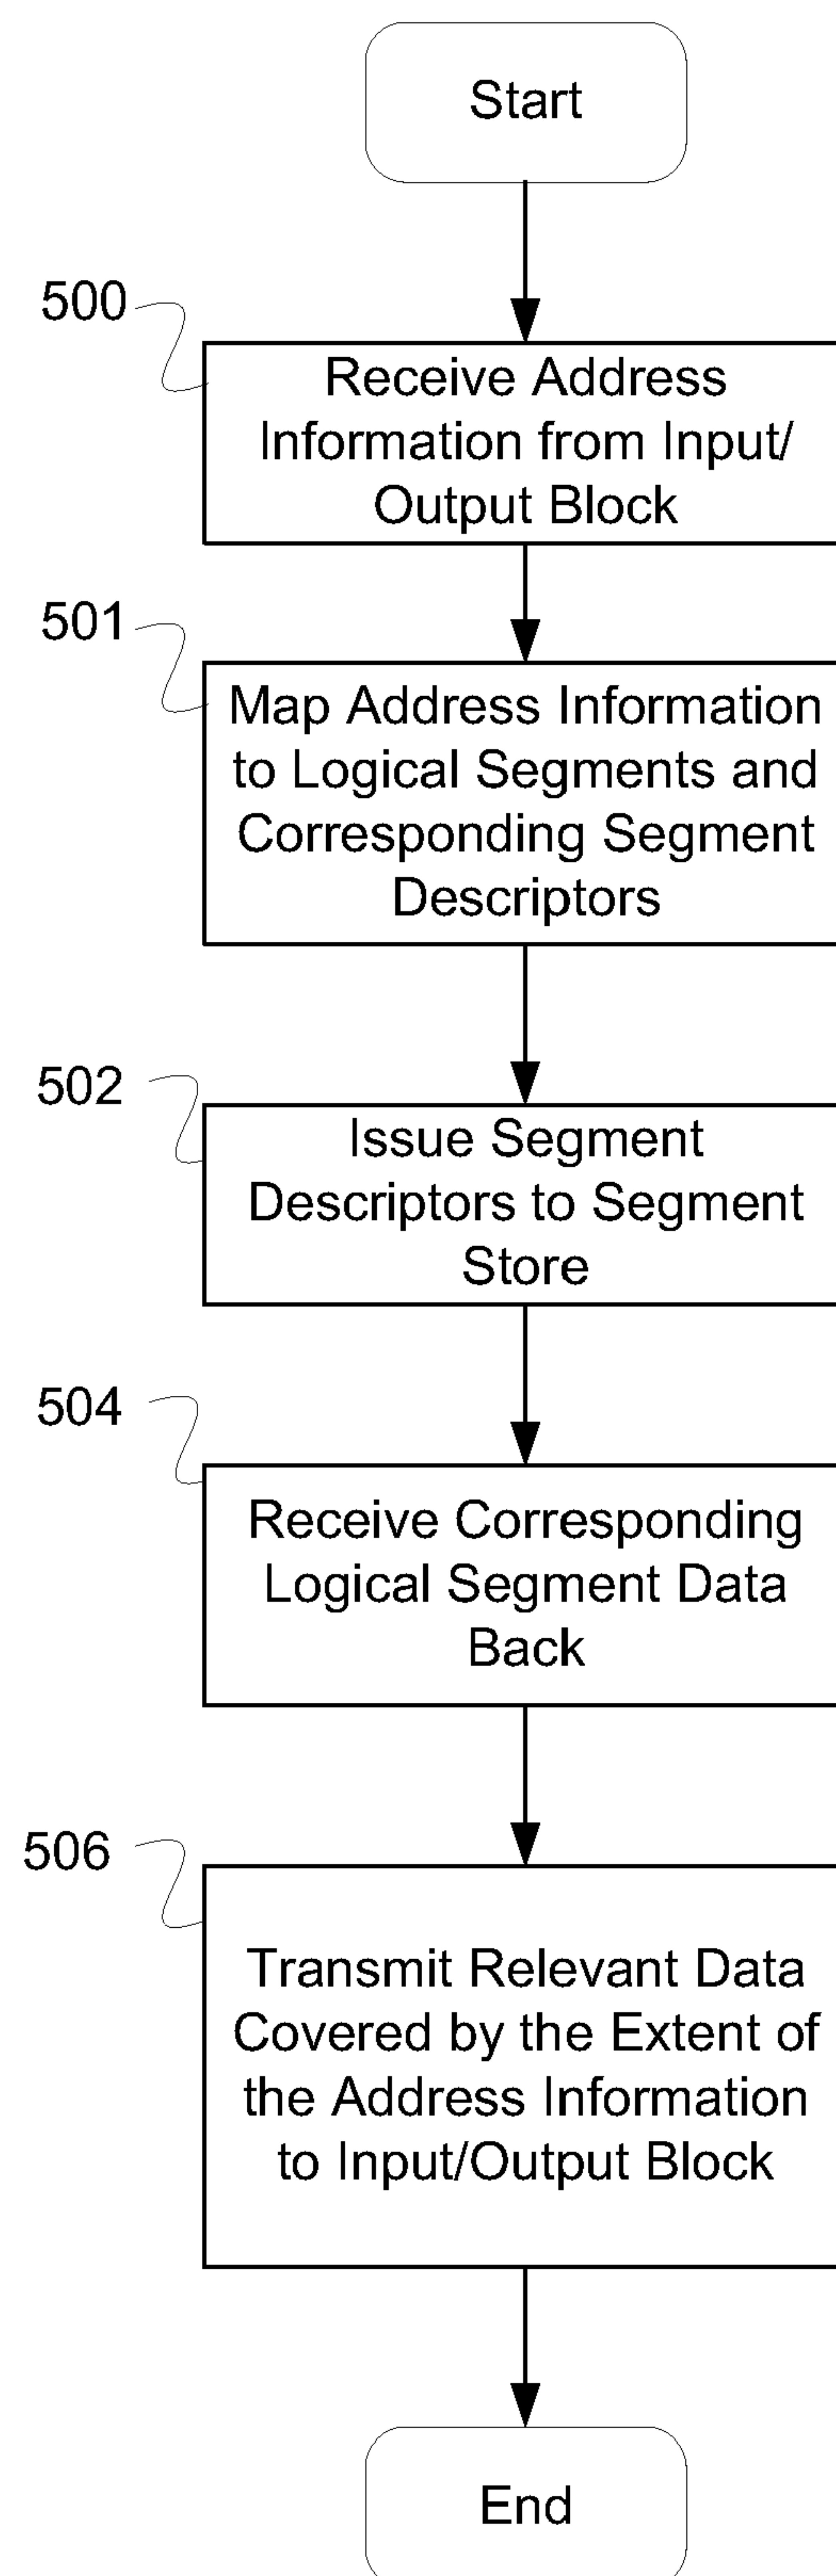 Start
500
Receive Address
Information from Input/
Output Block
501
Map Address Information
to Logical Segments and
Corresponding Segment
Descriptors
502
Issue Segment
Descriptors to Segment
Store
504
Receive Corresponding
Logical Segment Data
Back
506
Transmit Relevant Data
Covered by the Extent of
the Address Information
to Input/Output Block
End